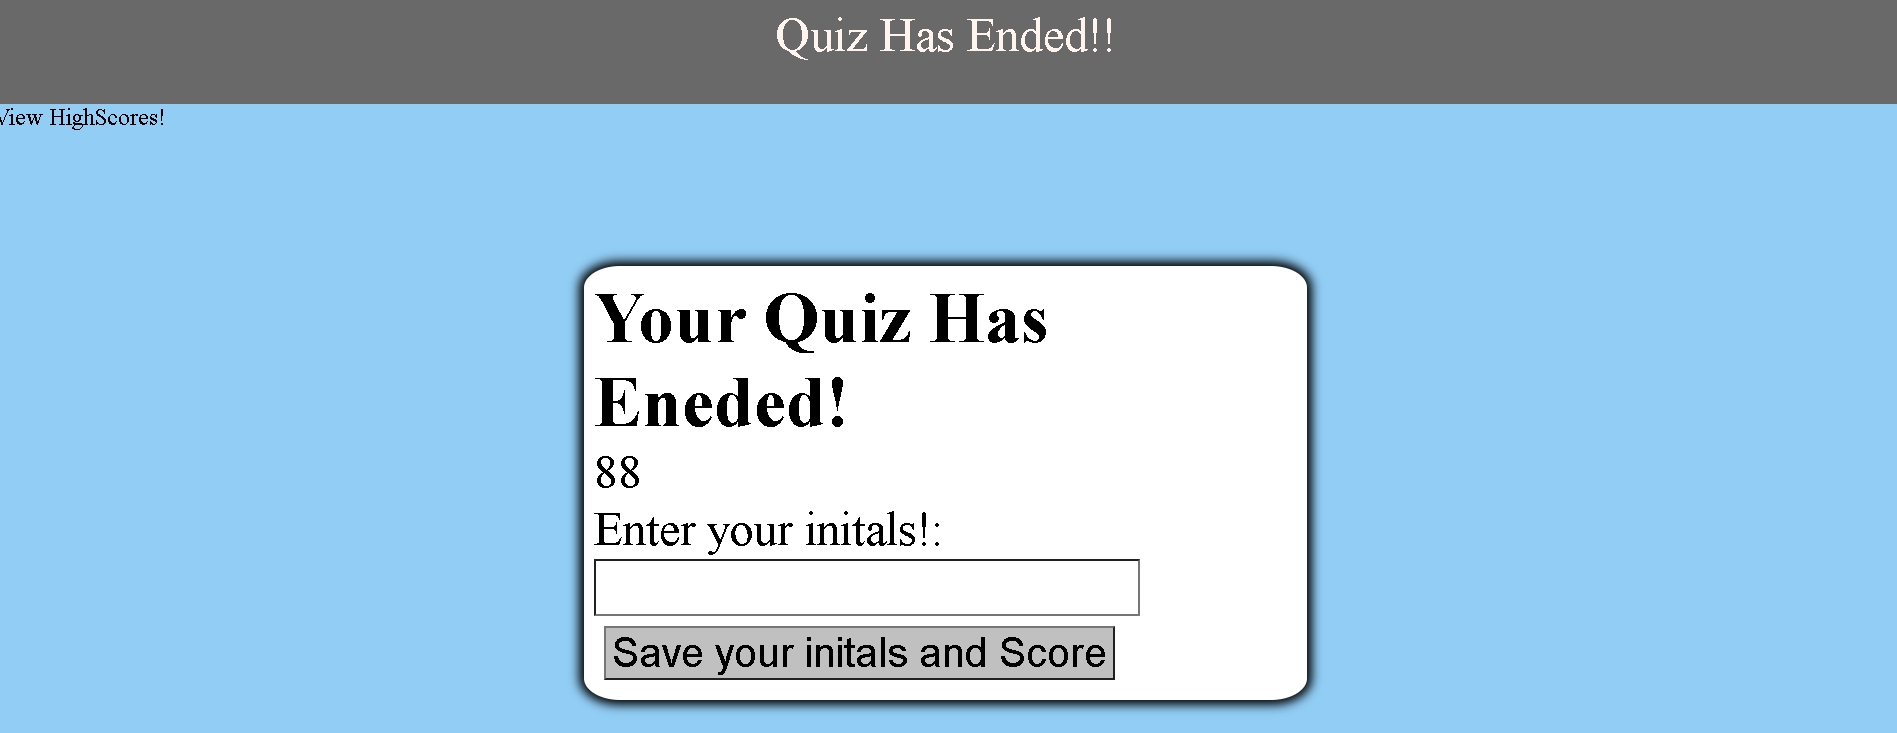 Quiz Has Ended!!
View HighScores!
Your Quiz Has
Eneded!
88
Enter your initals!:
Save your initals and Score